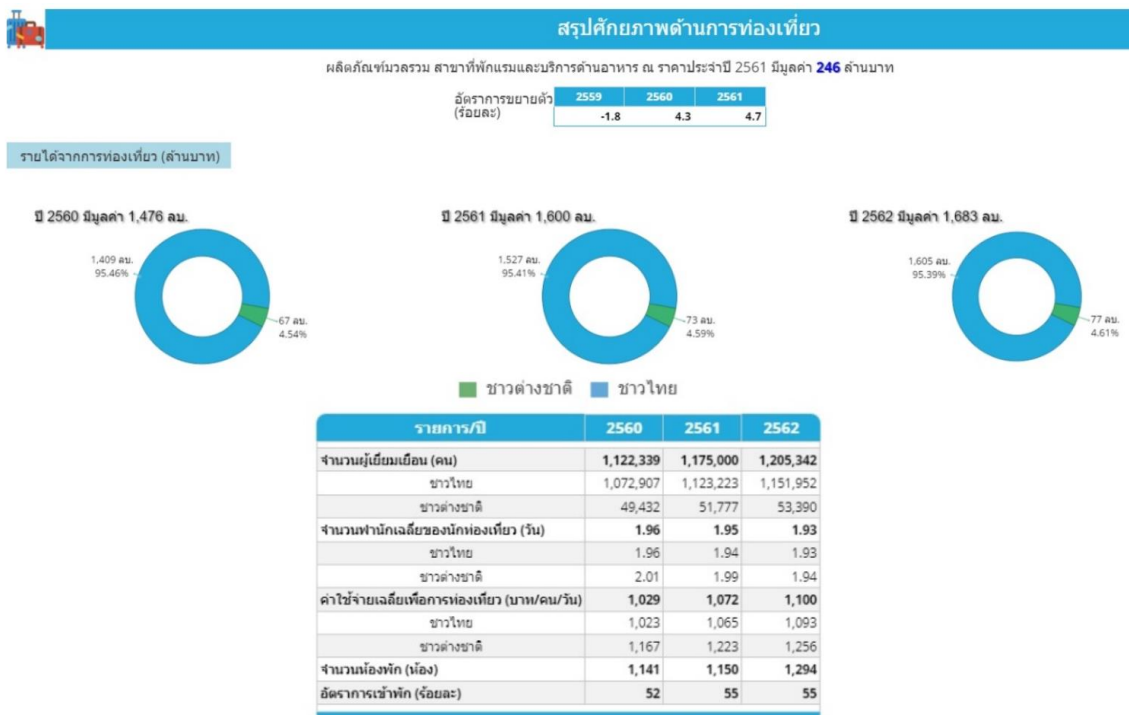 สรุปศักยภาพด้านการท่องเที่ยว
ผลิตภัณฑ์มวลรวม สาขาที่พักแรมและบริการด้านอาหาร ณ ราคาประจำปี 2561 มีมูลค่า 246 ล้านบาท
อัตราการขยายตัว 2559 2560 2561
(ร้อยละ) -1.8 4.3 4.7
รายได้จากการท่องเที่ยว (ล้านบาท)
ปี 2560 มีมูลค่า 1,476 ลบ.
1,409 ลบ.
95.46%
67 ลบ.
4.54%
ปี 2561 มีมูลค่า 1,600 ลบ.
1.527 ลบ.
95.41%
73 ลบ.
4.59%
ปี 2562 มีมูลค่า 1,683 ลบ.
1,605 ลบ.
95.39%
77 ลบ.
4.61%
ชาวต่างชาติ ชาวไทย
รายการ/ปี 2560 2561 2562
จำนวนผู้เยี่ยมเยือน (คน) 1,122,339 1,175,000 1,205,342
ชาวไทย 1,072,907 1,123,223 1,151,952
ชาวต่างชาติ 49,432 51,777 53,390
จำนวนพำนักเฉลี่ยของนักท่องเที่ยว (วัน) 1.96 1.95 1.93
ชาวไทย 1.96 1.94 1.93
ชาวต่างชาติ 2.01 1.99 1.94
ค่าใช้จ่ายเฉลี่ยเพื่อการท่องเที่ยว (บาท/คน/วัน) 1,029 1,072 1,100
ชาวไทย 1,023 1,065 1,093
ชาวต่างชาติ 1,167 1,223 1,256
จำนวนห้องพัก (ห้อง) 1,141 1,150 1,294
อัตราการเข้าพัก (ร้อยละ) 52 55 55